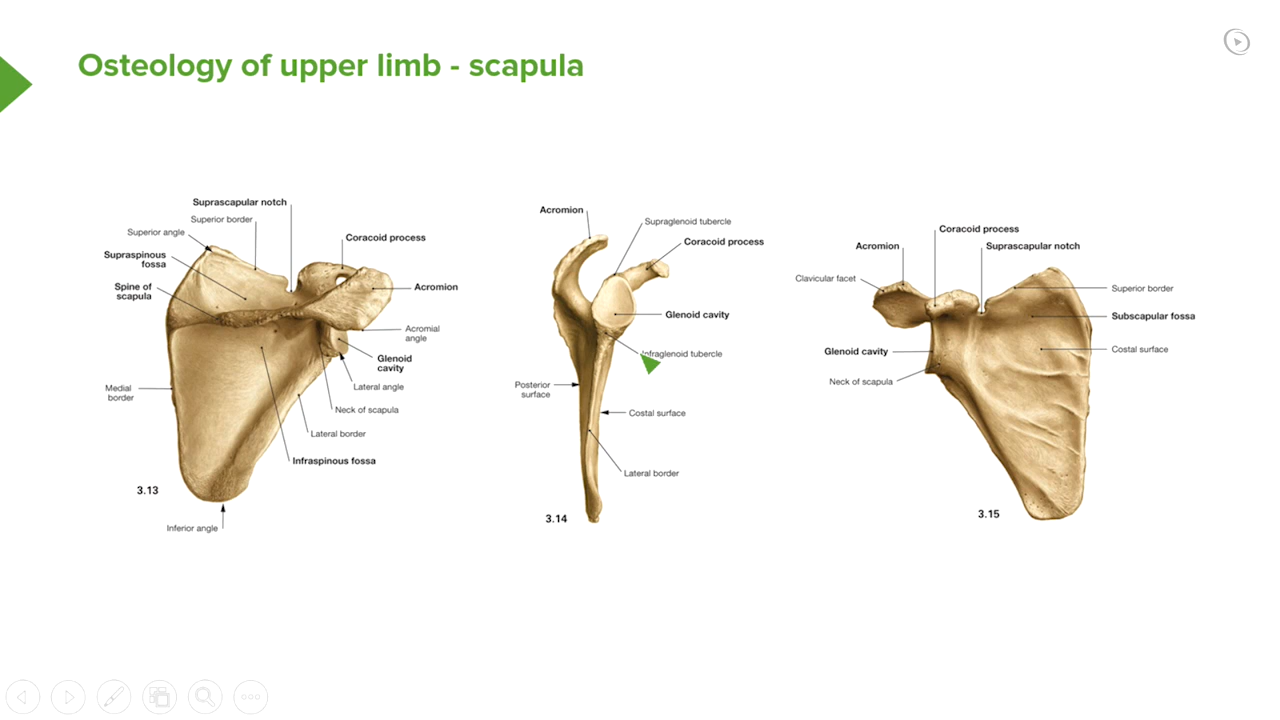 Osteology of upper limb - scapula
Suprascapular notch
Superior border
Superior angle
Supraspinous
fossa
Spine of
scapula
Coracoid process
Acromion
Acromial
angle
Glenoid
cavity
Lateral angle
Medial
border
Neck of scapula
Lateral border
Infraspinous fossa
3.13
Inferior angle
Acromion
Supraglenoid tubercle
Coracoid process
Glenoid cavity
Infraglenoid tubercle
Posterior
surface
Costal surface
Lateral border
3.14
Coracoid process
Acromion
Suprascapular notch
Clavicular facet
Superior border
Subscapular fossa
Glenoid cavity
Costal surface
Neck of scapula
3.15